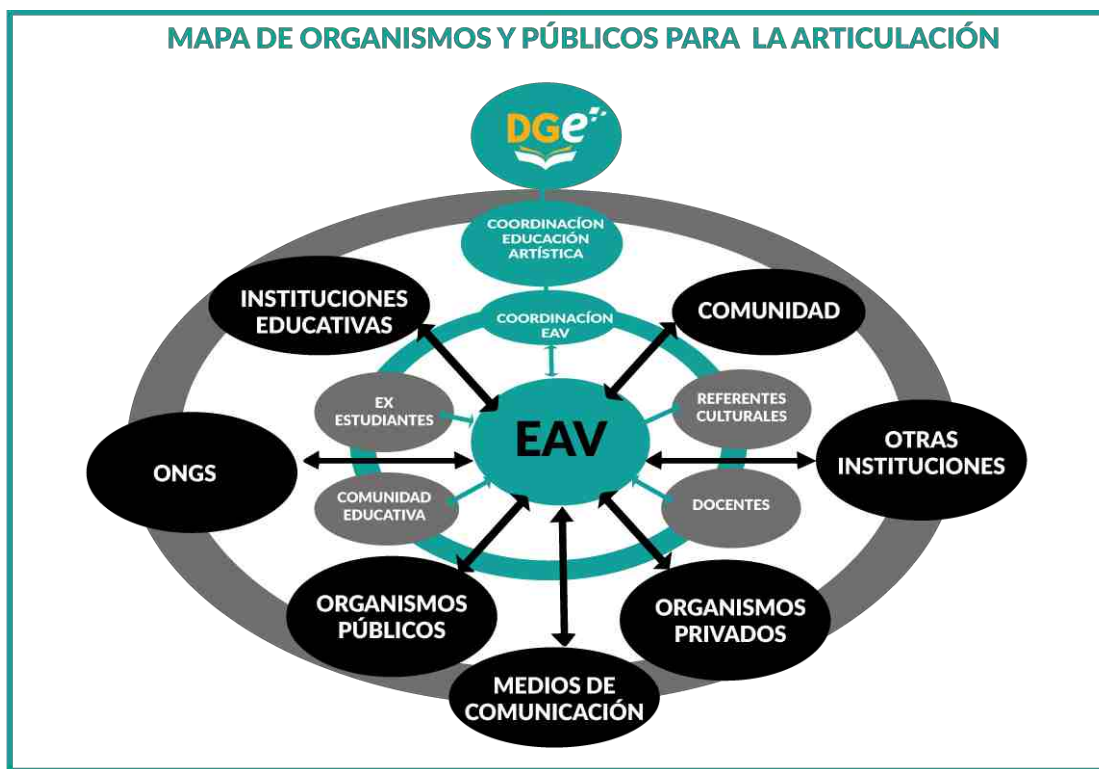 MAPA DE ORGANISMOS Y PÚBLICOS PARA LA ARTICULACIÓN
DGe
COORDINACÍON
EDUCACIÓN
ARTÍSTICA
INSTITUCIONES
EDUCATIVAS
COORDINACÍON
EAV
COMUNIDAD
EX
ESTUDIANTES
REFERENTES
CULTURALES
EAV
ONGS
OTRAS
INSTITUCIONES
COMUNIDAD
EDUCATIVA
DOCENTES
ORGANISMOS
PÚBLICOS
ORGANISMOS
PRIVADOS
MEDIOS DE
COMUNICACIÓN